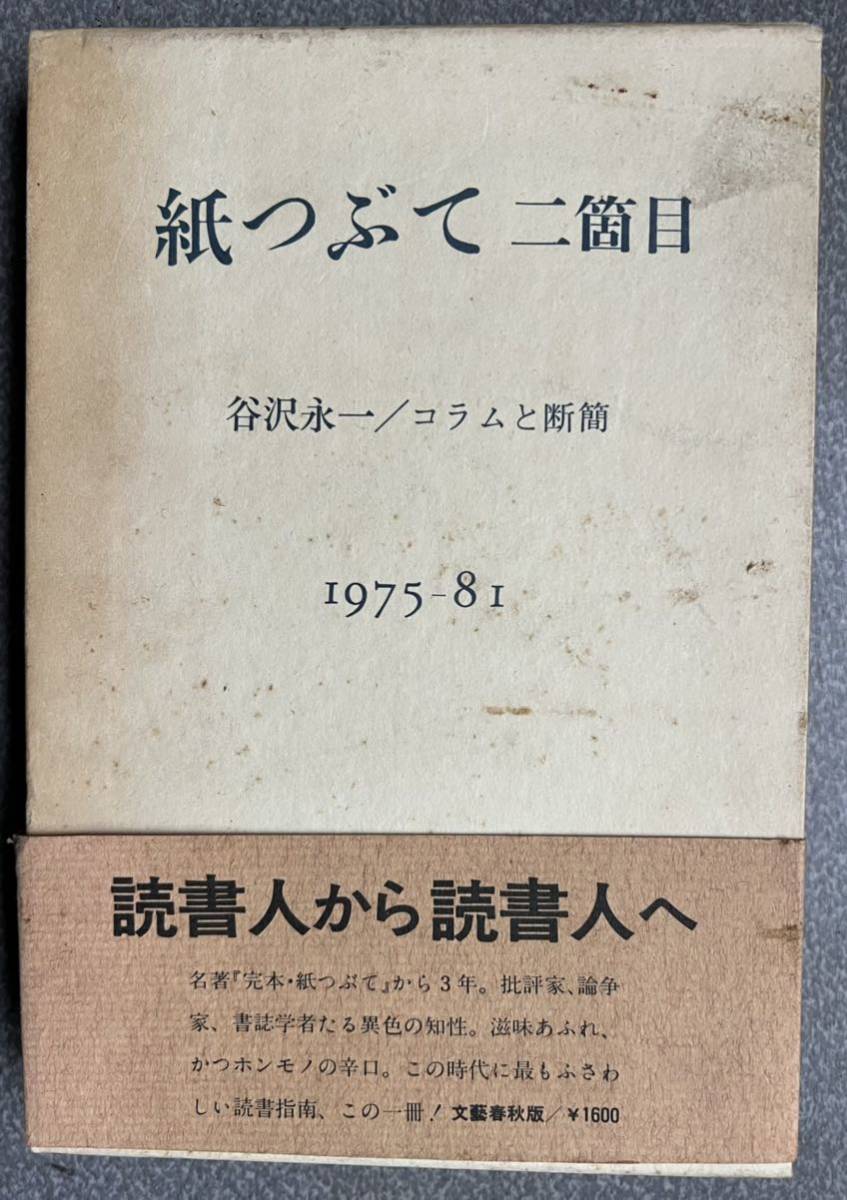 紙つぶて 二箇目
谷沢永一／コラムと断簡
1975-81
読書人から読書人へ
名著『完本・紙つぶて』から3年。批評家、論争
家、書誌学者たる異色の知性。滋味あふれ、
かつホンモノの辛口。この時代に最もふさわ
しい読書指南、この一冊！文藝春秋版／¥1600